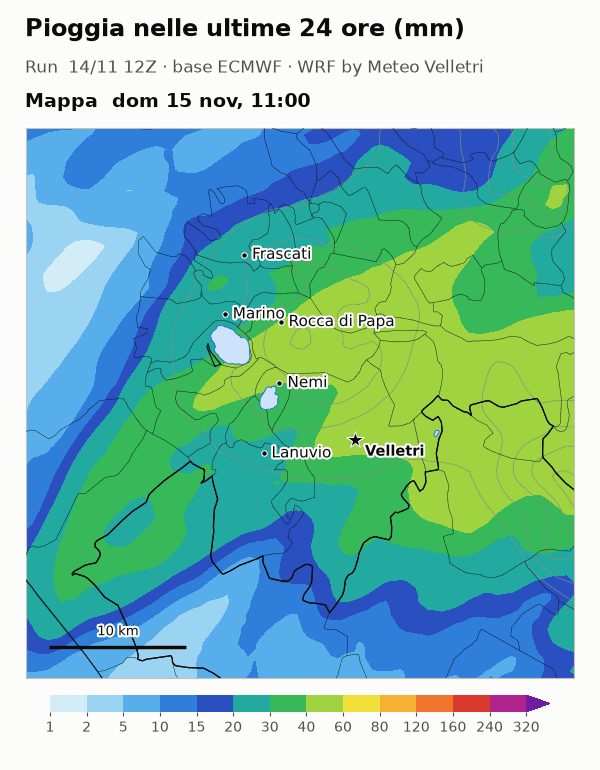 Pioggia nelle ultime 24 ore (mm)
Run  14/11 12Z · base ECMWF · WRF by Meteo Velletri
Mappa  dom 15 nov, 11:00
Frascati
Marino
Rocca di Papa
Nemi
Velletri
Lanuvio
10 km
1 2 5 10 15 20 30 40 60 80 120 160 240 320